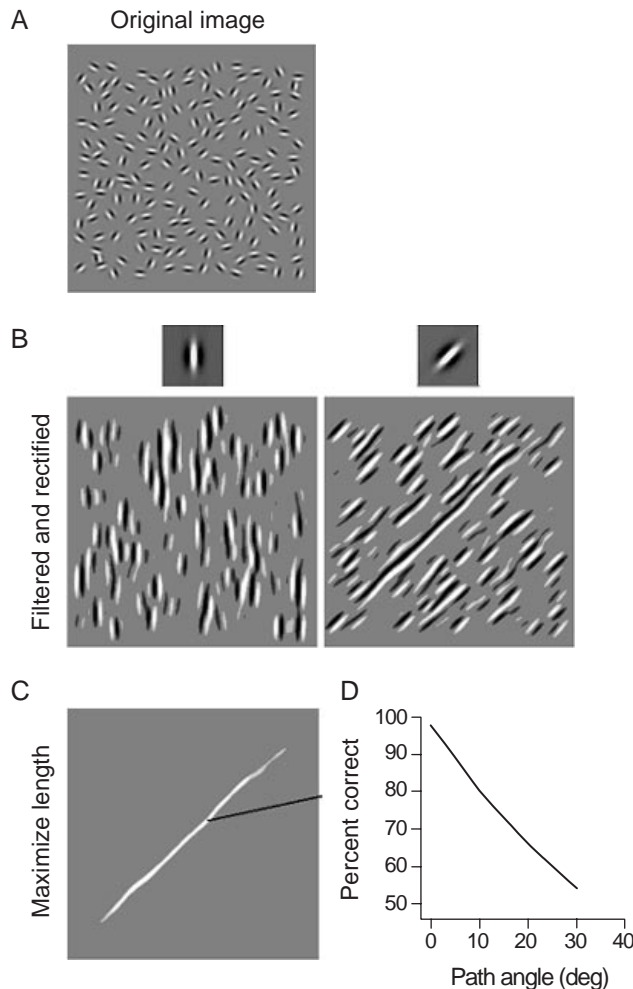 A
Original image
B
Filtered and rectified
C
Maximize length
D
Percent correct
100
90
80
70
60
50
0 10 20 30 40
Path angle (deg)